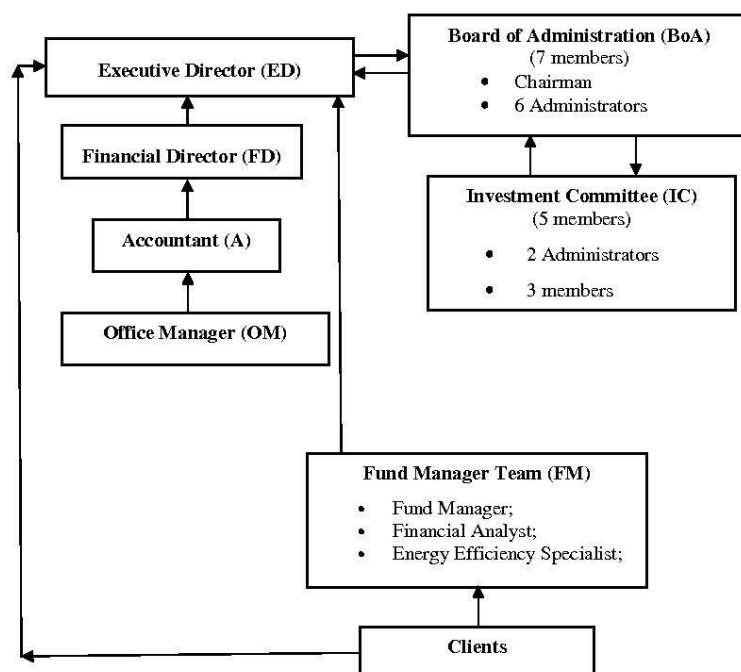 Executive Director (ED)
Board of Administration (BoA)
(7 members)
• Chairman
• 6 Administrators
Financial Director (FD)
Investment Committee (IC)
(5 members)
• 2 Administrators
• 3 members
Accountant (A)
Office Manager (OM)
Fund Manager Team (FM)
• Fund Manager;
• Financial Analyst;
• Energy Efficiency Specialist;
Clients